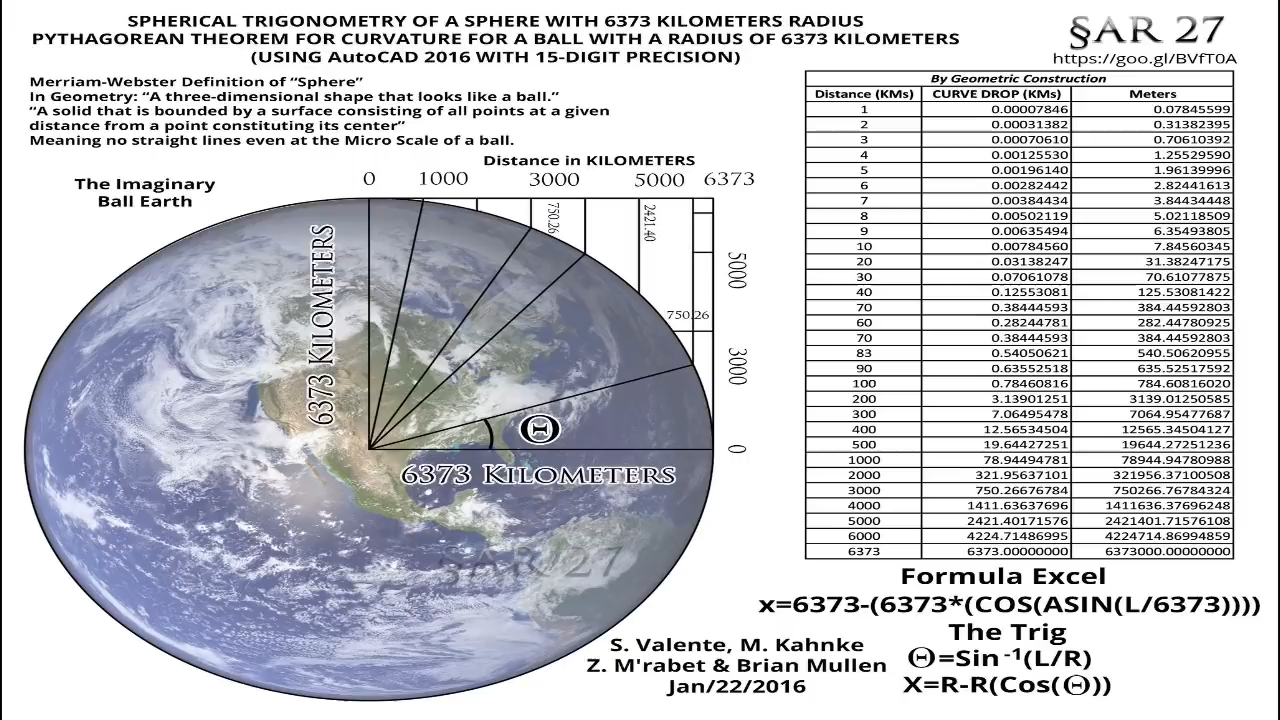 SPHERICAL TRIGONOMETRY OF A SPHERE WITH 6373 KILOMETERS RADIUS
PYTHAGOREAN THEOREM FOR CURVATURE FOR A BALL WITH A RADIUS OF 6373 KILOMETERS
(USING AutoCAD 2016 WITH 15-DIGIT PRECISION)
§AR 27
https://goo.gl/BVfT0A
Merriam-Webster Definition of “Sphere”
In Geometry: “A three-dimensional shape that looks like a ball.”
“A solid that is bounded by a surface consisting of all points at a given
distance from a point constituting its center”
Meaning no straight lines even at the Micro Scale of a ball.
Distance in KILOMETERS
0 1000 3000 5000 6373
The Imaginary
Ball Earth
750.26
2421.40
5000
750.26
3000
0
6373 KILOMETERS
Θ
6373 KILOMETERS
§AR 27
By Geometric Construction
Distance (KMs) CURVE DROP (KMs) Meters
1 0.00007846 0.07845599
2 0.00031382 0.31382395
3 0.00070610 0.70610392
4 0.00125530 1.25529590
5 0.00196140 1.96139996
6 0.00282442 2.82441613
7 0.00384434 3.84434448
8 0.00502119 5.02118509
9 0.00635494 6.35493805
10 0.00784560 7.84560345
20 0.03138247 31.38247175
30 0.07061078 70.61077875
40 0.12553081 125.53081422
70 0.38444593 384.44592803
60 0.28244781 282.44780925
70 0.38444593 384.44592803
83 0.54050621 540.50620955
90 0.63552518 635.52517592
100 0.78460816 784.60816020
200 3.13901251 3139.01250585
300 7.06495478 7064.95477687
400 12.56534504 12565.34504127
500 19.64427251 19644.27251236
1000 78.94494781 78944.94780988
2000 321.95637101 321956.37100508
3000 750.26676784 750266.76784324
4000 1411.63637696 1411636.37696248
5000 2421.40171576 2421401.71576108
6000 4224.71486995 4224714.86994859
6373 6373.00000000 6373000.00000000
Formula Excel
x=6373-(6373*(COS(ASIN(L/6373))))
The Trig
Θ=Sin⁻¹(L/R)
X=R-R(Cos(Θ))
S. Valente, M. Kahnke
Z. M'rabet & Brian Mullen
Jan/22/2016